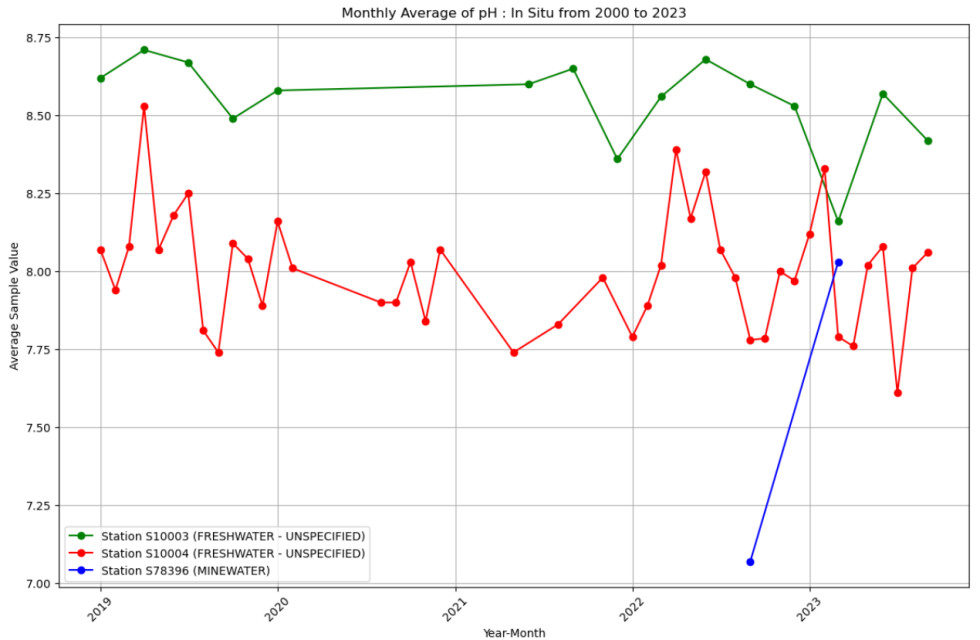 Monthly Average of pH : In Situ from 2000 to 2023
Average Sample Value
8.75
8.50
8.25
8.00
7.75
7.50
7.25
7.00
Station S10003 (FRESHWATER - UNSPECIFIED)
Station S10004 (FRESHWATER - UNSPECIFIED)
Station S78396 (MINEWATER)
2019
2020
2021
2022
2023
Year-Month